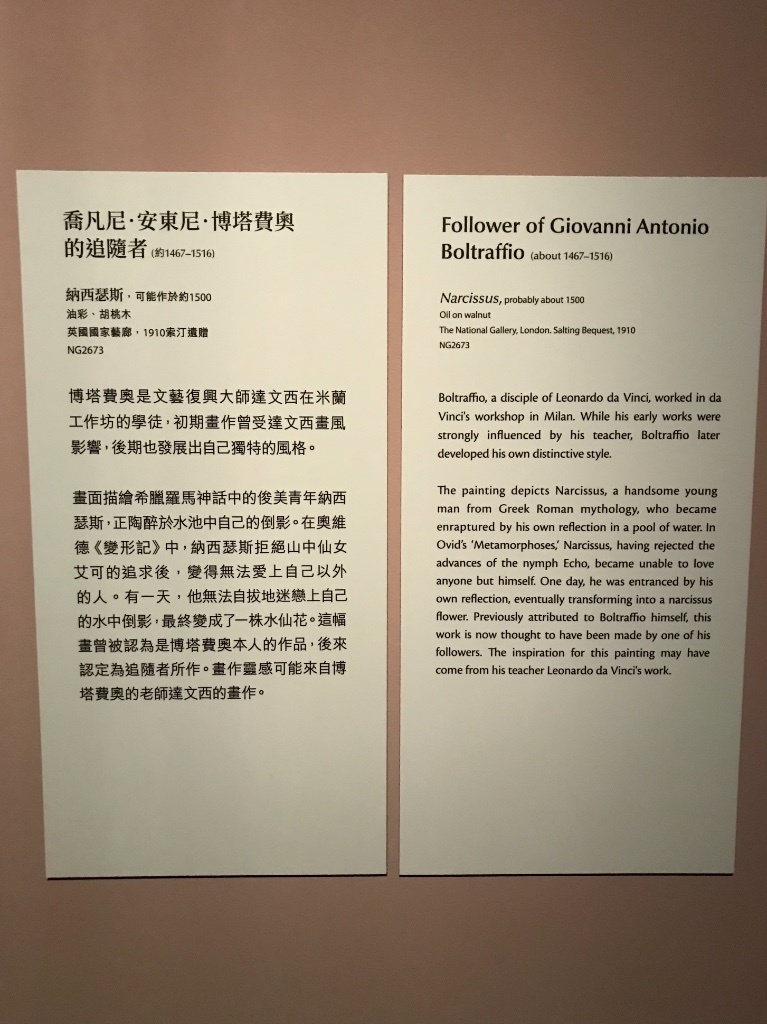 喬凡尼·安東尼·博塔費奧
的追隨者 (約1467–1516)
納西瑟斯，可能作於約1500
油彩、胡桃木
英國國家藝廊，1910索汀遺贈
NG2673
博塔費奧是文藝復興大師達文西在米蘭
工作坊的學徒，初期畫作曾受達文西畫風
影響，後期也發展出自己獨特的風格。
畫面描繪希臘羅馬神話中的俊美青年納西
瑟斯，正陶醉於水池中自己的倒影。在奧維
德《變形記》中，納西瑟斯拒絕山中仙女
艾可的追求後，變得無法愛上自己以外
的人。有一天，他無法自拔地迷戀上自己
的水中倒影，最終變成了一株水仙花。這幅
畫曾被認為是博塔費奧本人的作品，後來
認定為追隨者所作。畫作靈感可能來自博
塔費奧的老師達文西的畫作。
Follower of Giovanni Antonio
Boltraffio (about 1467–1516)
Narcissus, probably about 1500
Oil on walnut
The National Gallery, London. Salting Bequest, 1910
NG2673
Boltraffio, a disciple of Leonardo da Vinci, worked in da
Vinci's workshop in Milan. While his early works were
strongly influenced by his teacher, Boltraffio later
developed his own distinctive style.
The painting depicts Narcissus, a handsome young
man from Greek Roman mythology, who became
enraptured by his own reflection in a pool of water. In
Ovid's 'Metamorphoses,' Narcissus, having rejected the
advances of the nymph Echo, became unable to love
anyone but himself. One day, he was entranced by his
own reflection, eventually transforming into a narcissus
flower. Previously attributed to Boltraffio himself, this
work is now thought to have been made by one of his
followers. The inspiration for this painting may have
come from his teacher Leonardo da Vinci's work.